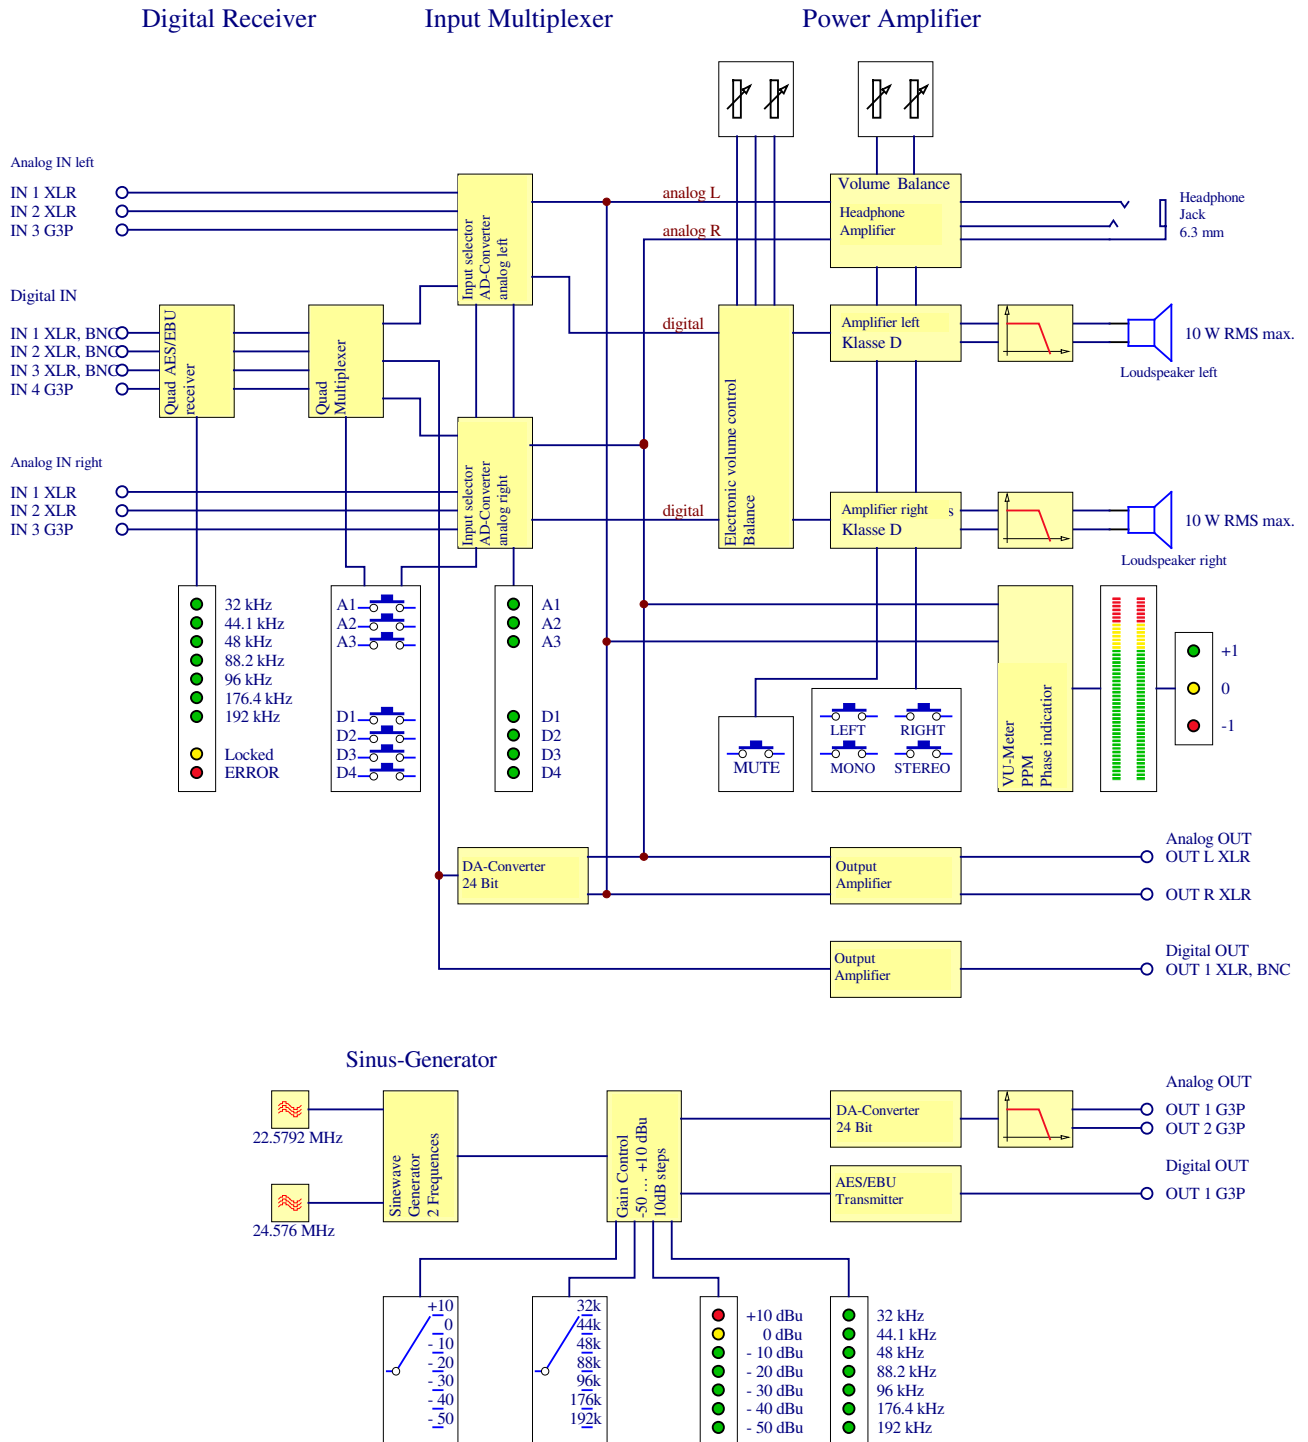 Digital Receiver
Input Multiplexer
Power Amplifier
Analog IN left
IN 1 XLR
IN 2 XLR
IN 3 G3P
Digital IN
IN 1 XLR, BNC
IN 2 XLR, BNC
IN 3 XLR, BNC
IN 4 G3P
Analog IN right
IN 1 XLR
IN 2 XLR
IN 3 G3P
Quad AES/EBU
receiver
Quad
Multiplexer
Input selector
AD-Converter
analog left
Input selector
AD-Converter
analog right
analog L
analog R
digital
digital
Electronic volume control
Balance
Volume Balance
Headphone
Amplifier
Headphone
Jack
6.3 mm
Amplifier left
Klasse D
10 W RMS max.
Loudspeaker left
Amplifier right s
Klasse D
10 W RMS max.
Loudspeaker right
32 kHz
44.1 kHz
48 kHz
88.2 kHz
96 kHz
176.4 kHz
192 kHz
Locked
ERROR
A1
A2
A3
D1
D2
D3
D4
A1
A2
A3
D1
D2
D3
D4
MUTE
LEFT
RIGHT
MONO
STEREO
VU-Meter
PPM
Phase indicatior
+1
0
-1
DA-Converter
24 Bit
Output
Amplifier
Analog OUT
OUT L XLR
OUT R XLR
Output
Amplifier
Digital OUT
OUT 1 XLR, BNC
Sinus-Generator
22.5792 MHz
24.576 MHz
Sinewave
Generator
2 Frequences
Gain Control
-50 ... +10 dBu
10dB steps
DA-Converter
24 Bit
AES/EBU
Transmitter
Analog OUT
OUT 1 G3P
OUT 2 G3P
Digital OUT
OUT 1 G3P
+10
0
- 10
- 20
- 30
- 40
- 50
32k
44k
48k
88k
96k
176k
192k
+10 dBu
0 dBu
- 10 dBu
- 20 dBu
- 30 dBu
- 40 dBu
- 50 dBu
32 kHz
44.1 kHz
48 kHz
88.2 kHz
96 kHz
176.4 kHz
192 kHz